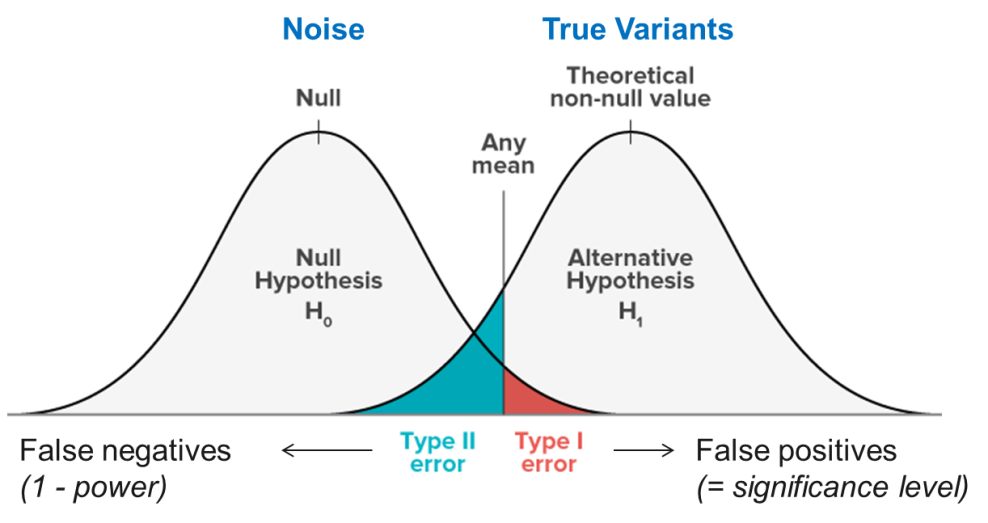 Noise
True Variants
Null
Theoretical
non-null value
Any
mean
Null
Hypothesis
H₀
Alternative
Hypothesis
H₁
False negatives
(1 - power)
Type II
error
Type I
error
False positives
(= significance level)